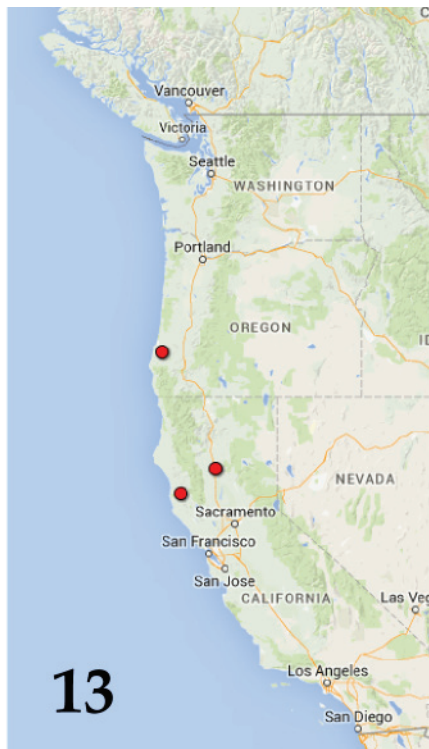 C
Vancouver
Victoria
Seattle
WASHINGTON
Portland
OREGON
ID
NEVADA
Sacramento
San Francisco
San Jose
CALIFORNIA
Las Veg
Los Angeles
San Diego
13